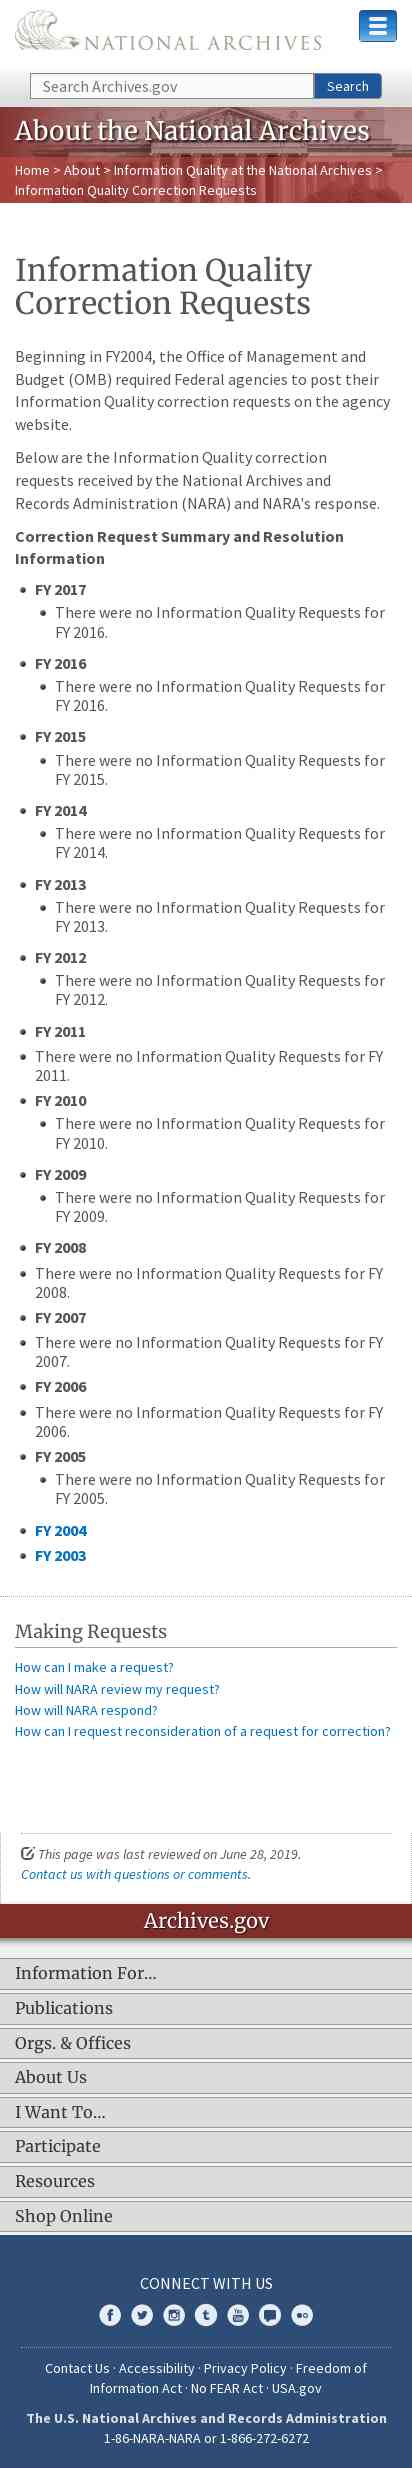 NATIONAL ARCHIVES
Search Archives.gov
Search
About the National Archives
Home > About > Information Quality at the National Archives >
Information Quality Correction Requests
Information Quality
Correction Requests
Beginning in FY2004, the Office of Management and
Budget (OMB) required Federal agencies to post their
Information Quality correction requests on the agency
website.
Below are the Information Quality correction
requests received by the National Archives and
Records Administration (NARA) and NARA's response.
Correction Request Summary and Resolution
Information
FY 2017
There were no Information Quality Requests for
FY 2016.
FY 2016
There were no Information Quality Requests for
FY 2016.
FY 2015
There were no Information Quality Requests for
FY 2015.
FY 2014
There were no Information Quality Requests for
FY 2014.
FY 2013
There were no Information Quality Requests for
FY 2013.
FY 2012
There were no Information Quality Requests for
FY 2012.
FY 2011
There were no Information Quality Requests for FY
2011.
FY 2010
There were no Information Quality Requests for
FY 2010.
FY 2009
There were no Information Quality Requests for
FY 2009.
FY 2008
There were no Information Quality Requests for FY
2008.
FY 2007
There were no Information Quality Requests for FY
2007.
FY 2006
There were no Information Quality Requests for FY
2006.
FY 2005
There were no Information Quality Requests for
FY 2005.
FY 2004
FY 2003
Making Requests
How can I make a request?
How will NARA review my request?
How will NARA respond?
How can I request reconsideration of a request for correction?
This page was last reviewed on June 28, 2019.
Contact us with questions or comments.
Archives.gov
Information For…
Publications
Orgs. & Offices
About Us
I Want To…
Participate
Resources
Shop Online
CONNECT WITH US
Contact Us · Accessibility · Privacy Policy · Freedom of
Information Act · No FEAR Act · USA.gov
The U.S. National Archives and Records Administration
1-86-NARA-NARA or 1-866-272-6272